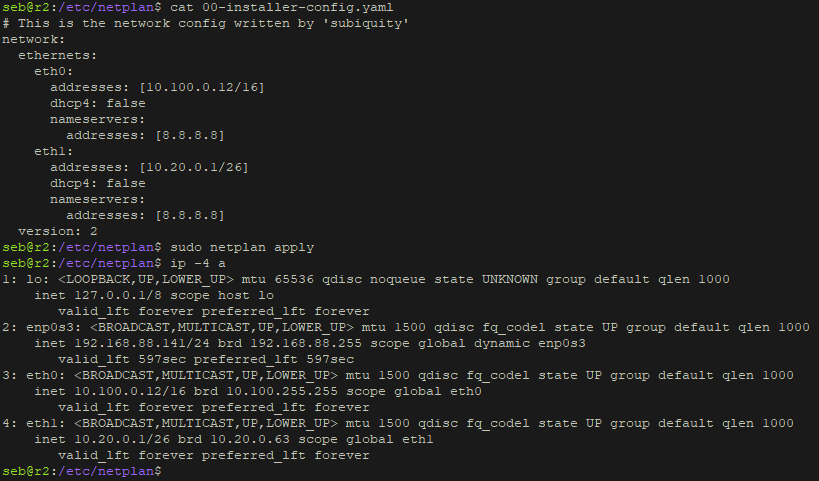 seb@r2:/etc/netplan$ cat 00-installer-config.yaml
# This is the network config written by 'subiquity'
network:
  ethernets:
    eth0:
      addresses: [10.100.0.12/16]
      dhcp4: false
      nameservers:
        addresses: [8.8.8.8]
    eth1:
      addresses: [10.20.0.1/26]
      dhcp4: false
      nameservers:
        addresses: [8.8.8.8]
  version: 2
seb@r2:/etc/netplan$ sudo netplan apply
seb@r2:/etc/netplan$ ip -4 a
1: lo: <LOOPBACK,UP,LOWER_UP> mtu 65536 qdisc noqueue state UNKNOWN group default qlen 1000
    inet 127.0.0.1/8 scope host lo
       valid_lft forever preferred_lft forever
2: enp0s3: <BROADCAST,MULTICAST,UP,LOWER_UP> mtu 1500 qdisc fq_codel state UP group default qlen 1000
    inet 192.168.88.141/24 brd 192.168.88.255 scope global dynamic enp0s3
       valid_lft 597sec preferred_lft 597sec
3: eth0: <BROADCAST,MULTICAST,UP,LOWER_UP> mtu 1500 qdisc fq_codel state UP group default qlen 1000
    inet 10.100.0.12/16 brd 10.100.255.255 scope global eth0
       valid_lft forever preferred_lft forever
4: eth1: <BROADCAST,MULTICAST,UP,LOWER_UP> mtu 1500 qdisc fq_codel state UP group default qlen 1000
    inet 10.20.0.1/26 brd 10.20.0.63 scope global eth1
       valid_lft forever preferred_lft forever
seb@r2:/etc/netplan$